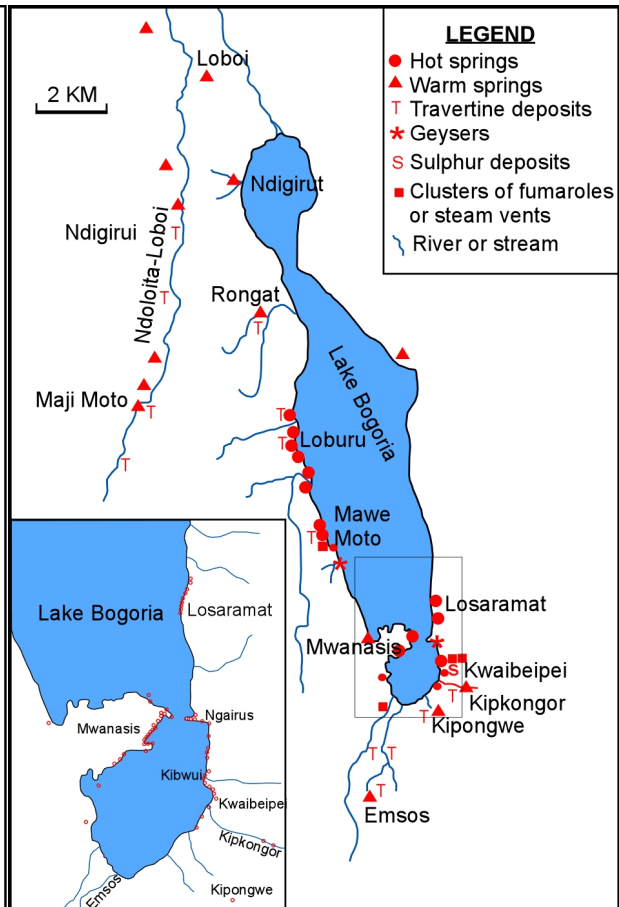 LEGEND
Hot springs
Warm springs
T Travertine deposits
Geysers
S Sulphur deposits
Clusters of fumaroles
or steam vents
River or stream
2 KM
Loboi
Ndigirut
Ndigirui
T
Ndoloita-Loboi
T
Rongat
T
Lake Bogoria
Maji Moto
T
T
T
T
Loburu
Mawe
Moto
T
Losaramat
Mwanasis
S
Kwaibeipei
T
Kipkongor
T
Kipongwe
T
T
T
Emsos
Lake Bogoria
Losaramat
Mwanasis
Ngairus
Kibwui
Kwaibeipei
Kipkongor
Kipongwe
Emsos